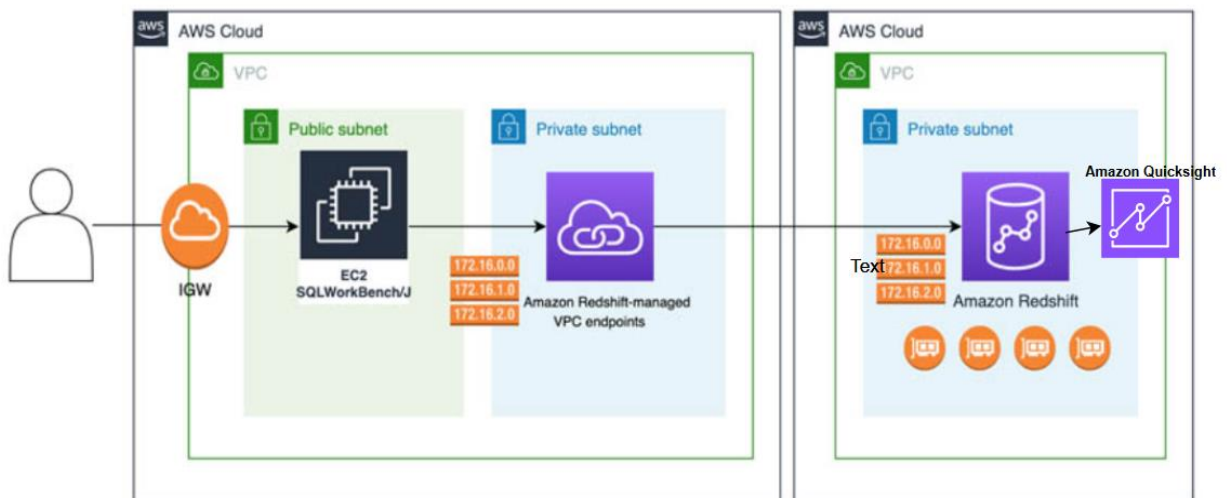 aws
AWS Cloud
VPC
Public subnet
EC2
SQLWorkBench/J
IGW
Private subnet
172.16.0.0
172.16.1.0
172.16.2.0
Amazon Redshift-managed
VPC endpoints
aws
AWS Cloud
VPC
Private subnet
172.16.0.0
Text
172.16.1.0
172.16.2.0
Amazon Redshift
Amazon Quicksight